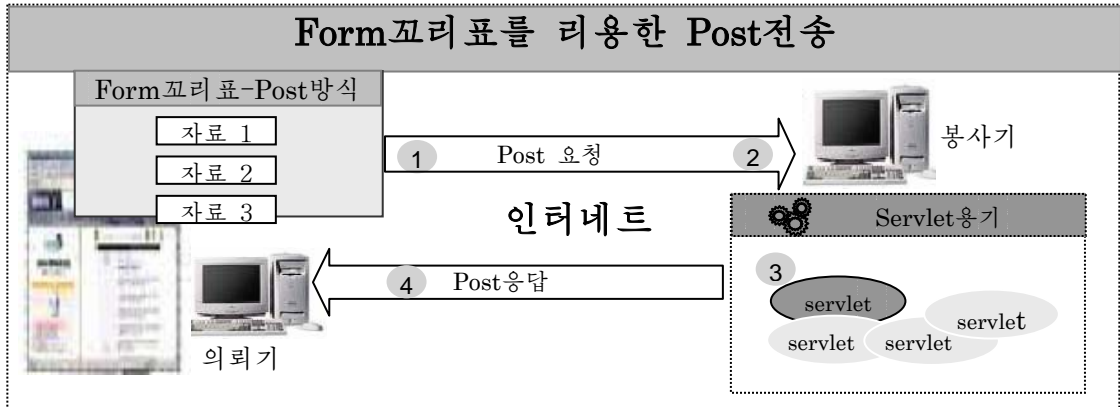 Form꼬리표를 리용한 Post전송
Form꼬리표-Post방식
자료 1
자료 2
자료 3
1 Post 요청 2
봉사기
인터네트
Servlet용기
3
servlet
servlet
servlet
servlet
4 Post응답
의뢰기